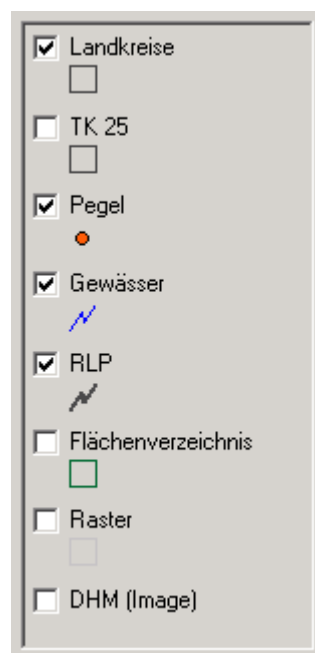 Landkreise
TK 25
Pegel
Gewässer
RLP
Flächenverzeichnis
Raster
DHM (Image)